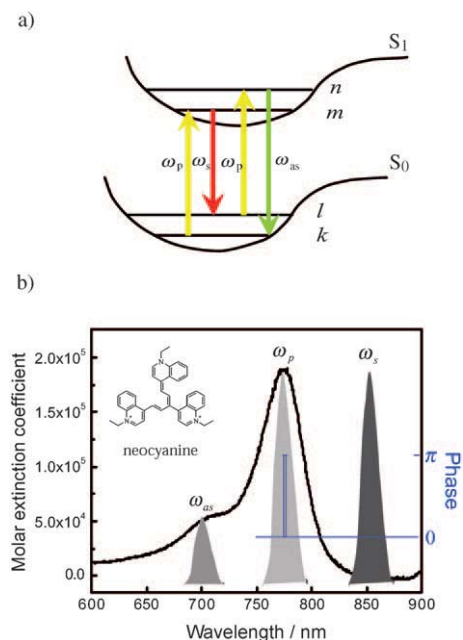 a)
S1
n
m
ωp ωs ωp ωas
S0
l
k
b)
Molar extinction coefficient
2.0x10^5
1.5x10^5
1.0x10^5
5.0x10^4
0.0
N
N+
N+
neocyanine
ωas
ωp
ωs
π
0
Phase
600 650 700 750 800 850 900
Wavelength / nm